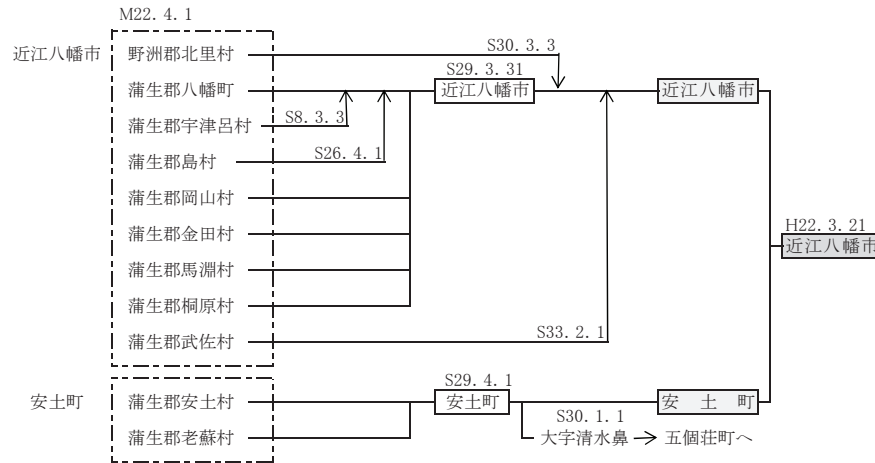 M22. 4. 1
近江八幡市
野洲郡北里村
S30. 3. 3
S29. 3. 31
蒲生郡八幡町
近江八幡市
近江八幡市
蒲生郡宇津呂村
S8. 3. 3
蒲生郡島村
S26. 4. 1
蒲生郡岡山村
蒲生郡金田村
H22. 3. 21
近江八幡市
蒲生郡馬淵村
蒲生郡桐原村
蒲生郡武佐村
S33. 2. 1
S29. 4. 1
安土町
蒲生郡安土村
安土町
安 土 町
S30. 1. 1
蒲生郡老蘇村
大字清水鼻
五個荘町へ